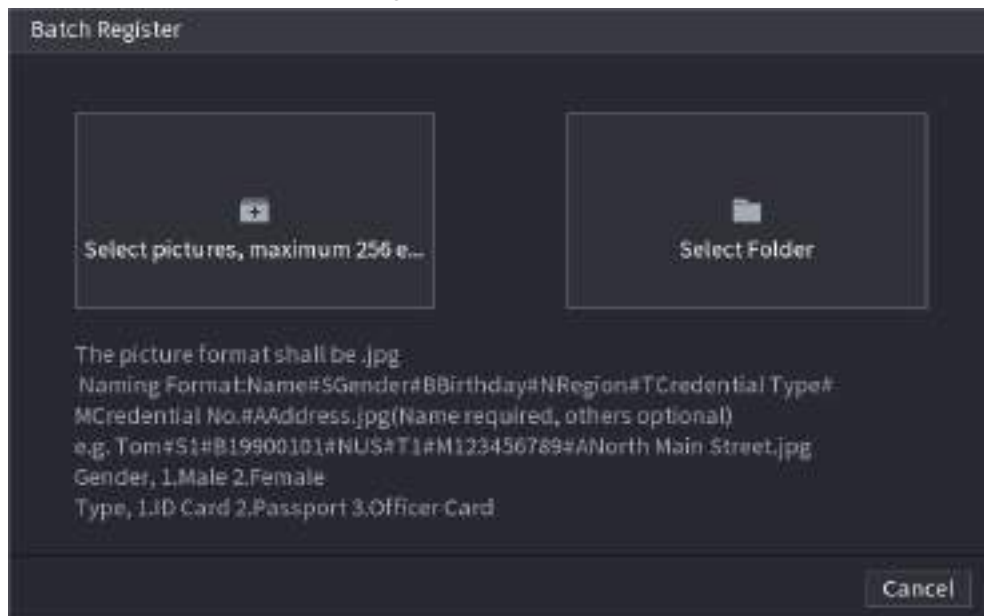 Batch Register
Select pictures, maximum 256 e...
Select Folder
The picture format shall be .jpg
Naming Format:Name#SGender#BBirthday#NRegion#TCredential Type#
MCredential No.#AAddress.jpg(Name required, others optional)
e.g. Tom#S1#B19900101#NUS#T1#M123456789#ANorth Main Street.jpg
Gender, 1.Male 2.Female
Type, 1.ID Card 2.Passport 3.Officer Card
Cancel